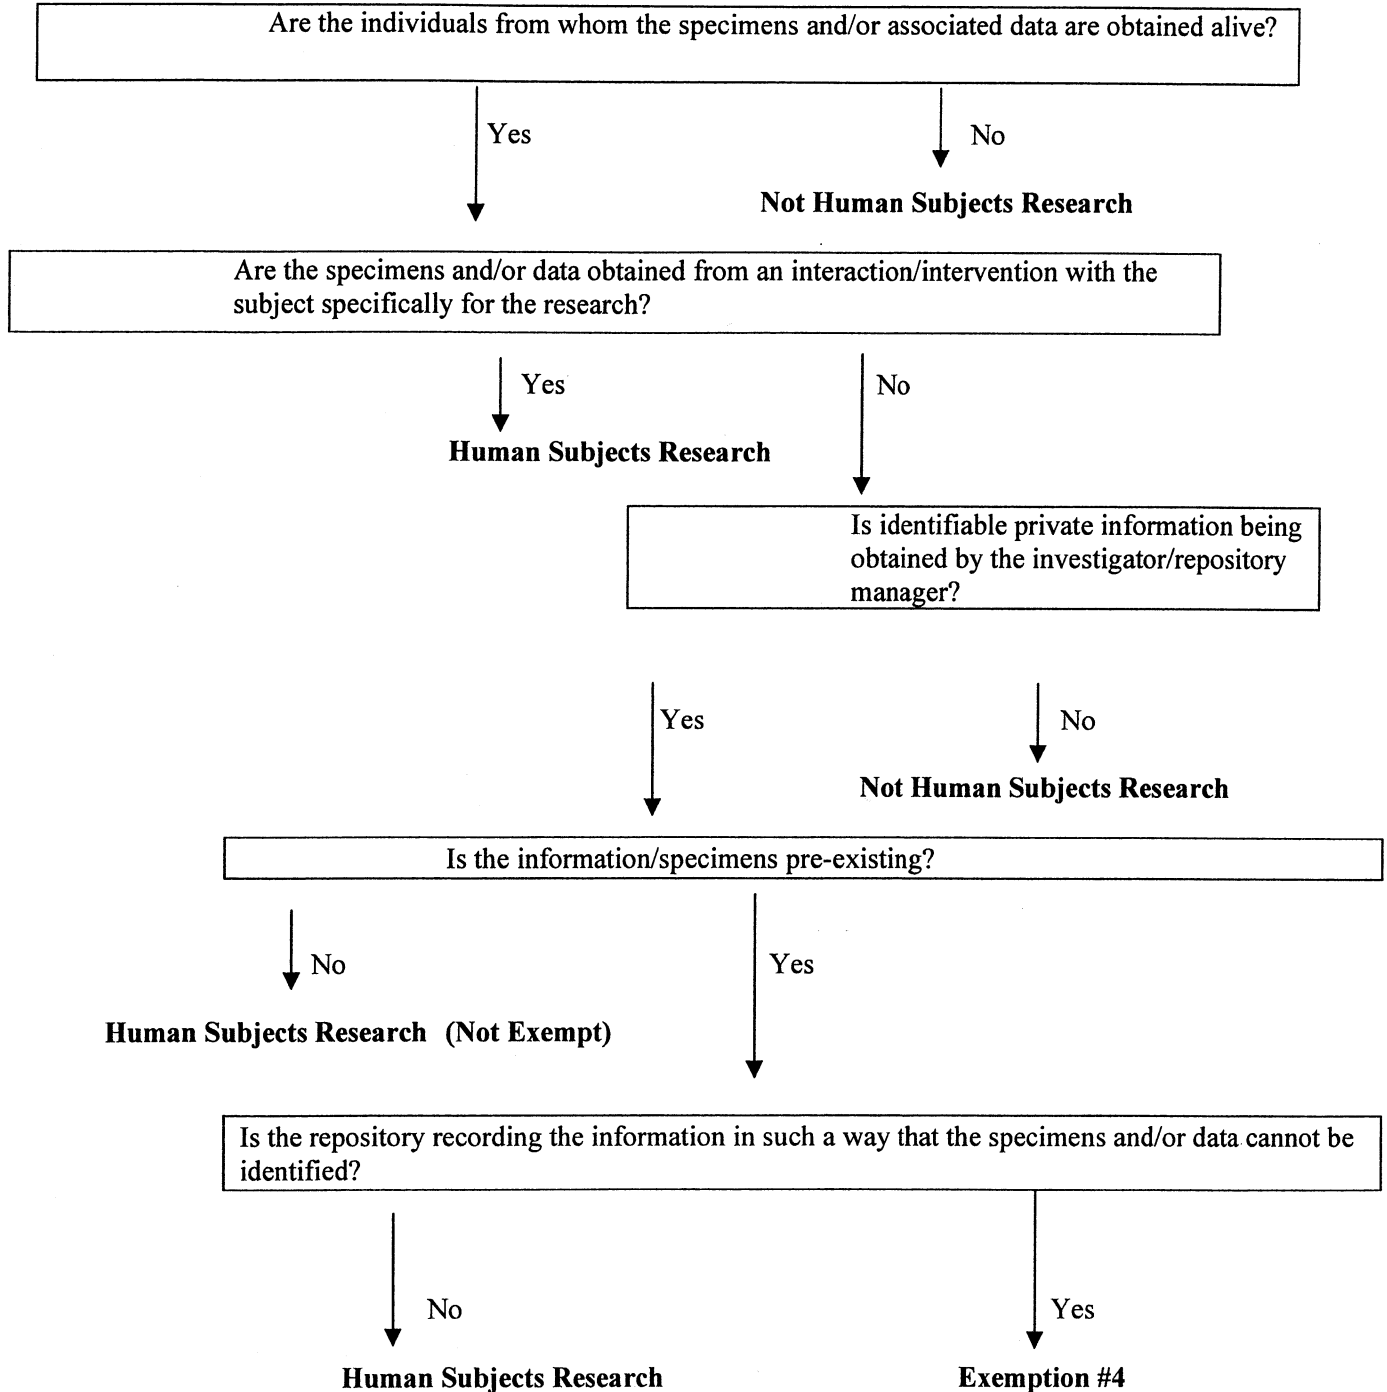 Are the individuals from whom the specimens and/or associated data are obtained alive?
Yes
No
Not Human Subjects Research
Are the specimens and/or data obtained from an interaction/intervention with the
subject specifically for the research?
Yes
No
Human Subjects Research
Is identifiable private information being
obtained by the investigator/repository
manager?
Yes
No
Not Human Subjects Research
Is the information/specimens pre-existing?
No
Yes
Human Subjects Research (Not Exempt)
Is the repository recording the information in such a way that the specimens and/or data cannot be
identified?
No
Yes
Human Subjects Research
Exemption #4